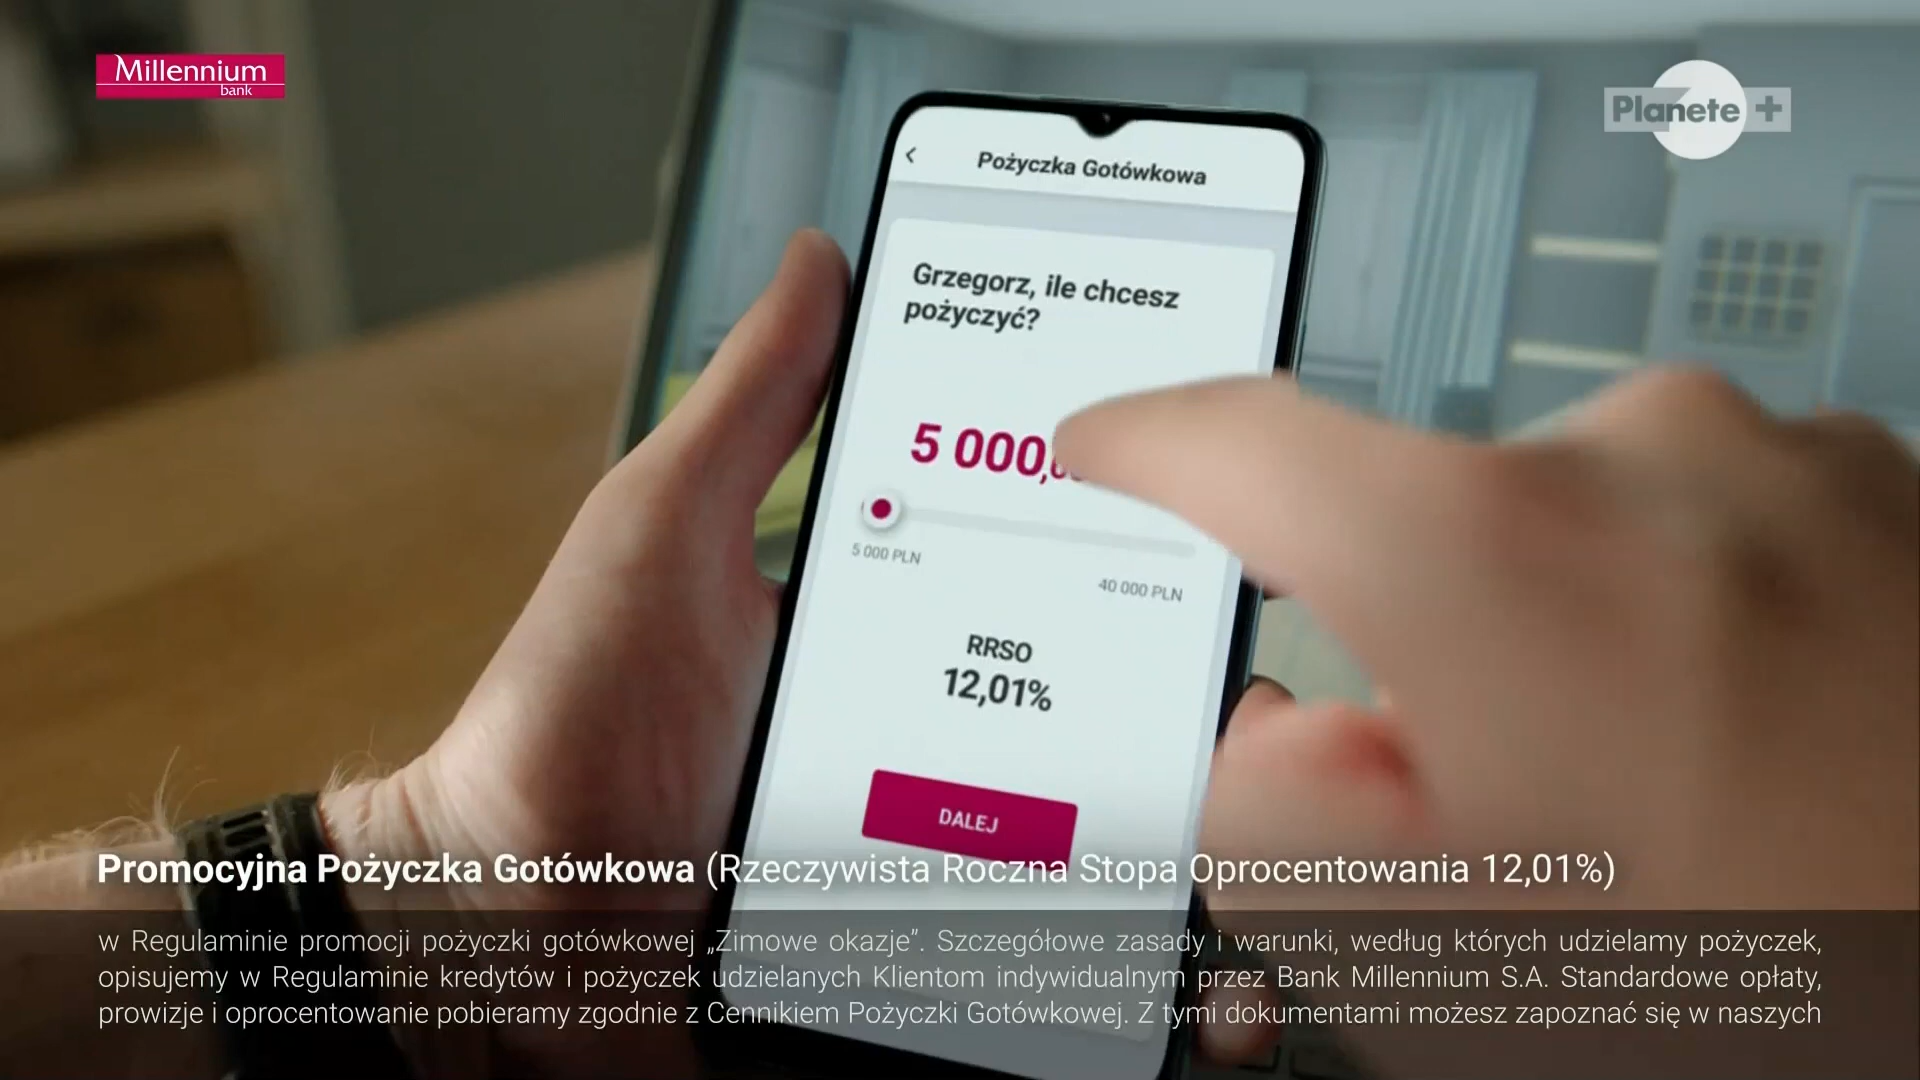 Millennium
bank
Planete +
Pożyczka Gotówkowa
Grzegorz, ile chcesz
pożyczyć?
5 000,
5 000 PLN
40 000 PLN
RRSO
12,01%
DALEJ
Promocyjna Pożyczka Gotówkowa (Rzeczywista Roczna Stopa Oprocentowania 12,01%)
w Regulaminie promocji pożyczki gotówkowej „Zimowe okazje”. Szczegółowe zasady i warunki, według których udzielamy pożyczek,
opisujemy w Regulaminie kredytów i pożyczek udzielanych Klientom indywidualnym przez Bank Millennium S.A. Standardowe opłaty,
prowizje i oprocentowanie pobieramy zgodnie z Cennikiem Pożyczki Gotówkowej. Z tymi dokumentami możesz zapoznać się w naszych